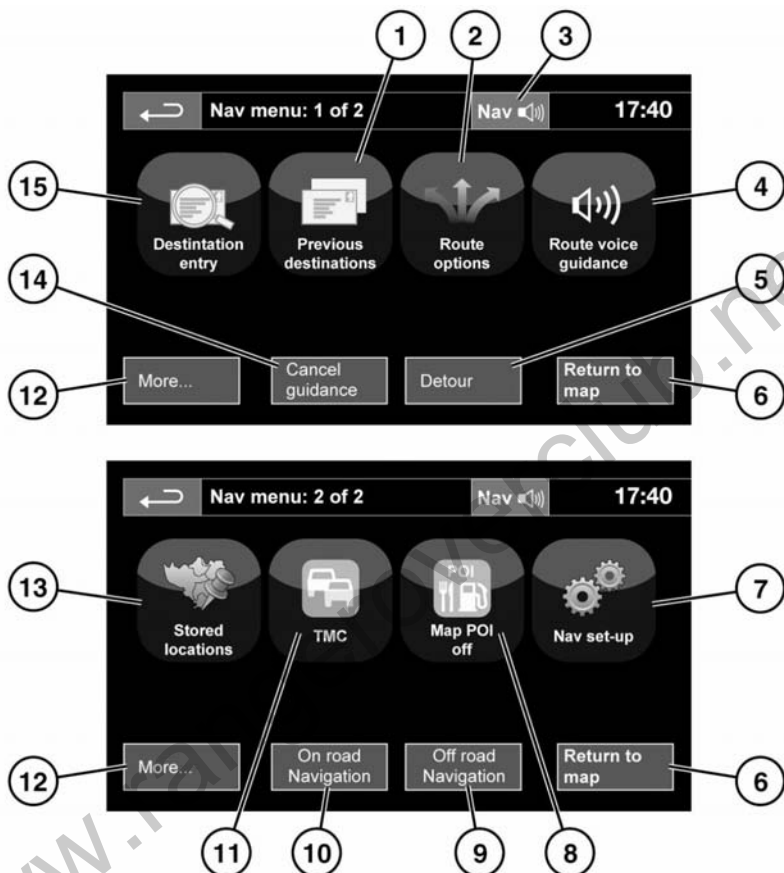 1 2 3
Nav menu: 1 of 2 Nav 17:40
15 4
Destintation
entry
Previous
destinations
Route
options
Route voice
guidance
14 5
More...
Cancel
guidance
Detour
Return to
map
12 6
Nav menu: 2 of 2 Nav 17:40
POI
13 7
Stored
locations
TMC
Map POI
off
Nav set-up
More...
On road
Navigation
Off road
Navigation
Return to
map
12 6
11 10 9 8
www.rangeroverclub.ne